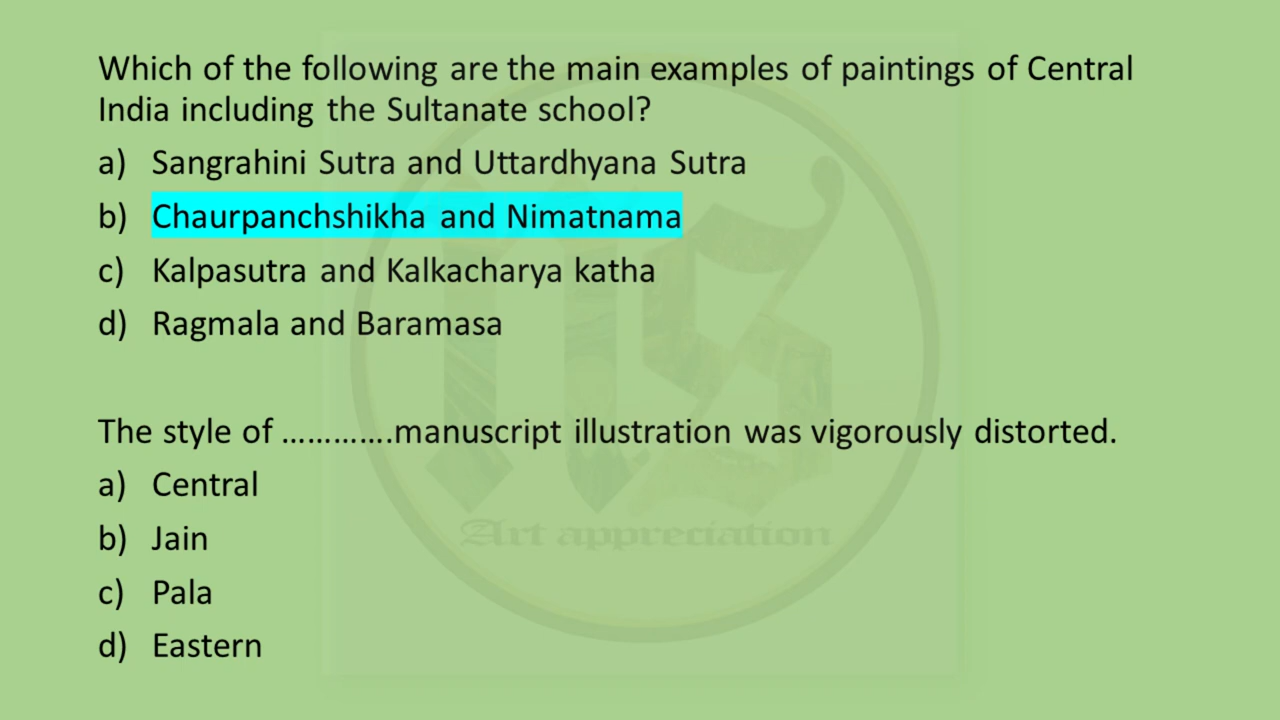 Which of the following are the main examples of paintings of Central
India including the Sultanate school?
a) Sangrahini Sutra and Uttardhyana Sutra
b) Chaurpanchshikha and Nimatnama
c) Kalpasutra and Kalkacharya katha
d) Ragmala and Baramasa
The style of ………….manuscript illustration was vigorously distorted.
a) Central
b) Jain
c) Pala
d) Eastern
NS
Art appreciation